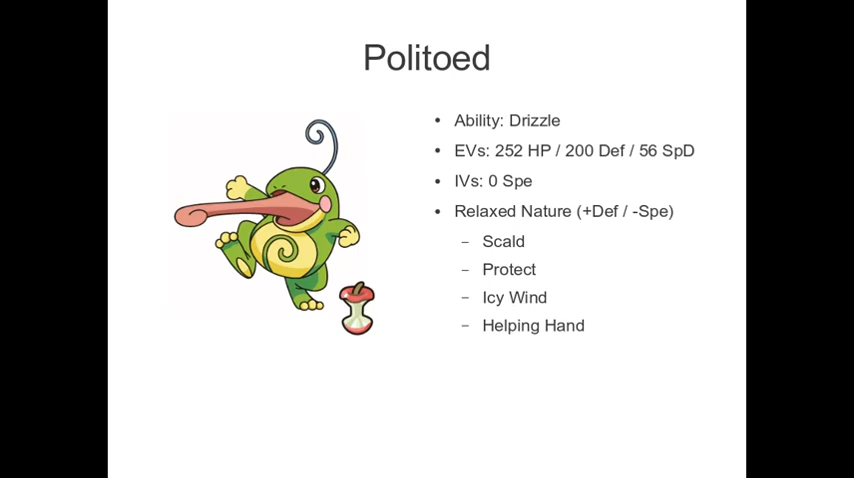 Politoed
• Ability: Drizzle
• EVs: 252 HP / 200 Def / 56 SpD
• IVs: 0 Spe
• Relaxed Nature (+Def / -Spe)
– Scald
– Protect
– Icy Wind
– Helping Hand